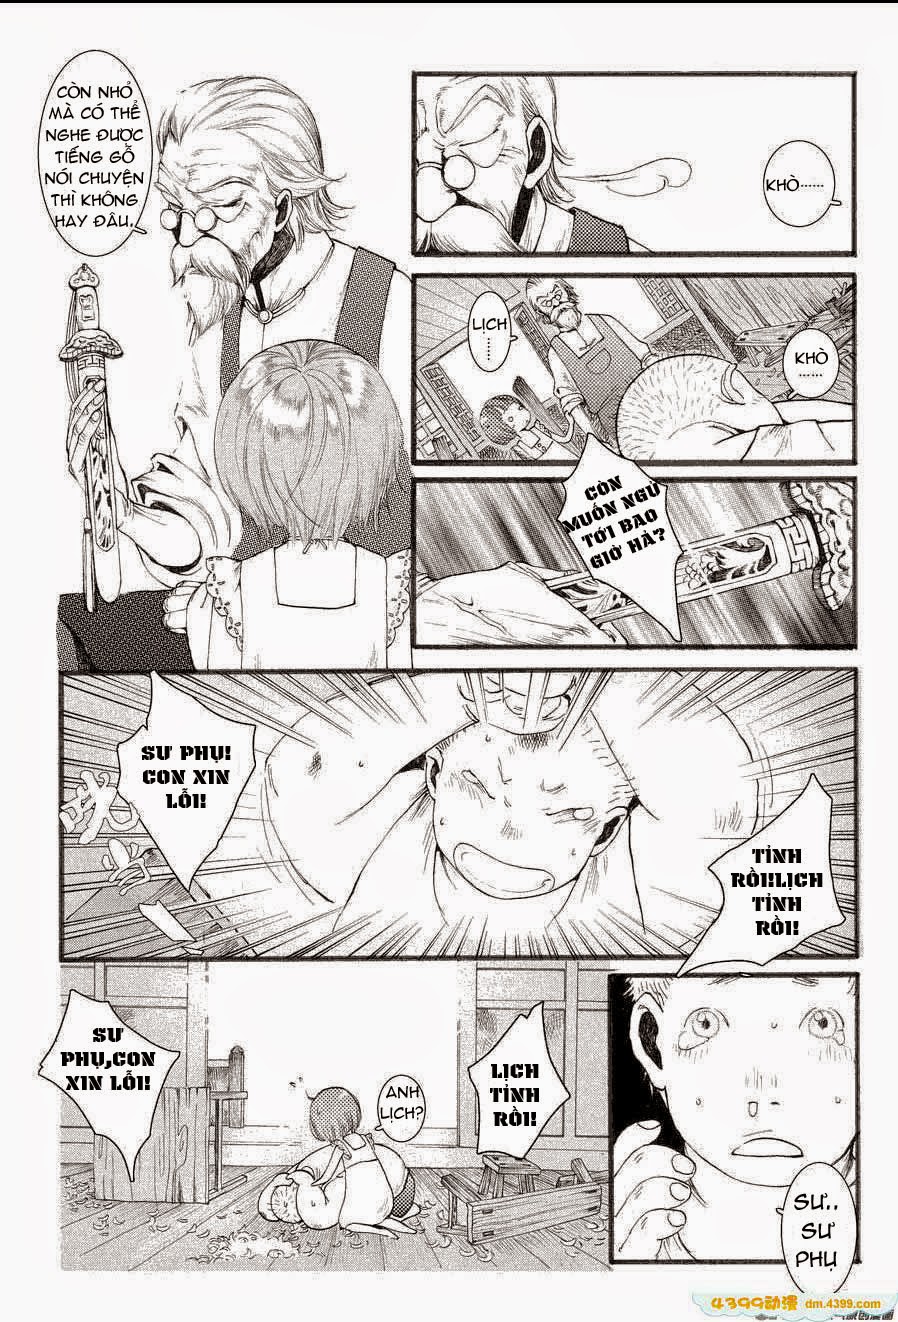 CÒN NHỎ
MÀ CÓ THỂ
NGHE ĐƯỢC
TIẾNG GỖ
NÓI CHUYỆN
THÌ KHÔNG
HAY ĐÂU.
KHÒ......
LỊCH
......
KHÒ
......
CÒN
MUỐN NGỦ
TỚI BAO
GIỜ HẢ?
SƯ PHỤ!
CON XIN
LỖI!
TỈNH
RỒI!LỊCH
TỈNH
RỒI!
SƯ
PHỤ,CON
XIN LỖI!
ANH
LỊCH?
LỊCH
TỈNH
RỒI!
SƯ..
SƯ
PHỤ
4399动漫 dm.4399.com